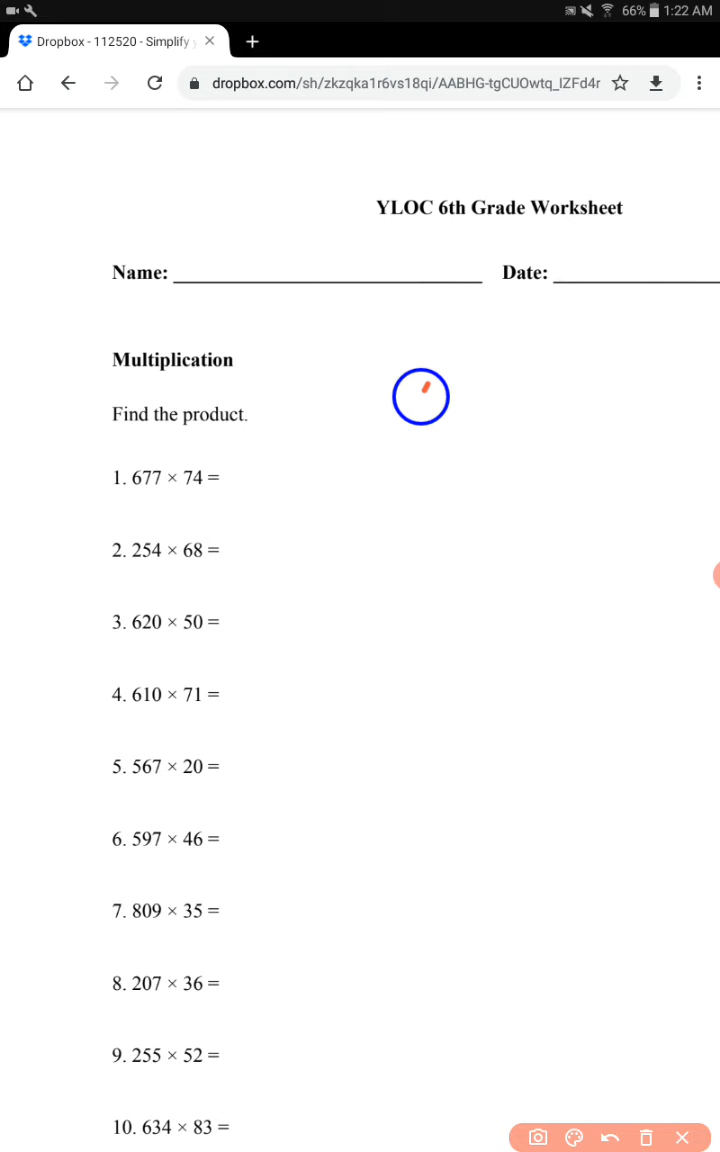 66% 1:22 AM
Dropbox - 112520 - Simplify
dropbox.com/sh/zkzqka1r6vs18qi/AABHG-tgCUOwtq_IZFd4r
YLOC 6th Grade Worksheet
Name: Date:
Multiplication
Find the product.
1. 677 × 74 =
2. 254 × 68 =
3. 620 × 50 =
4. 610 × 71 =
5. 567 × 20 =
6. 597 × 46 =
7. 809 × 35 =
8. 207 × 36 =
9. 255 × 52 =
10. 634 × 83 =